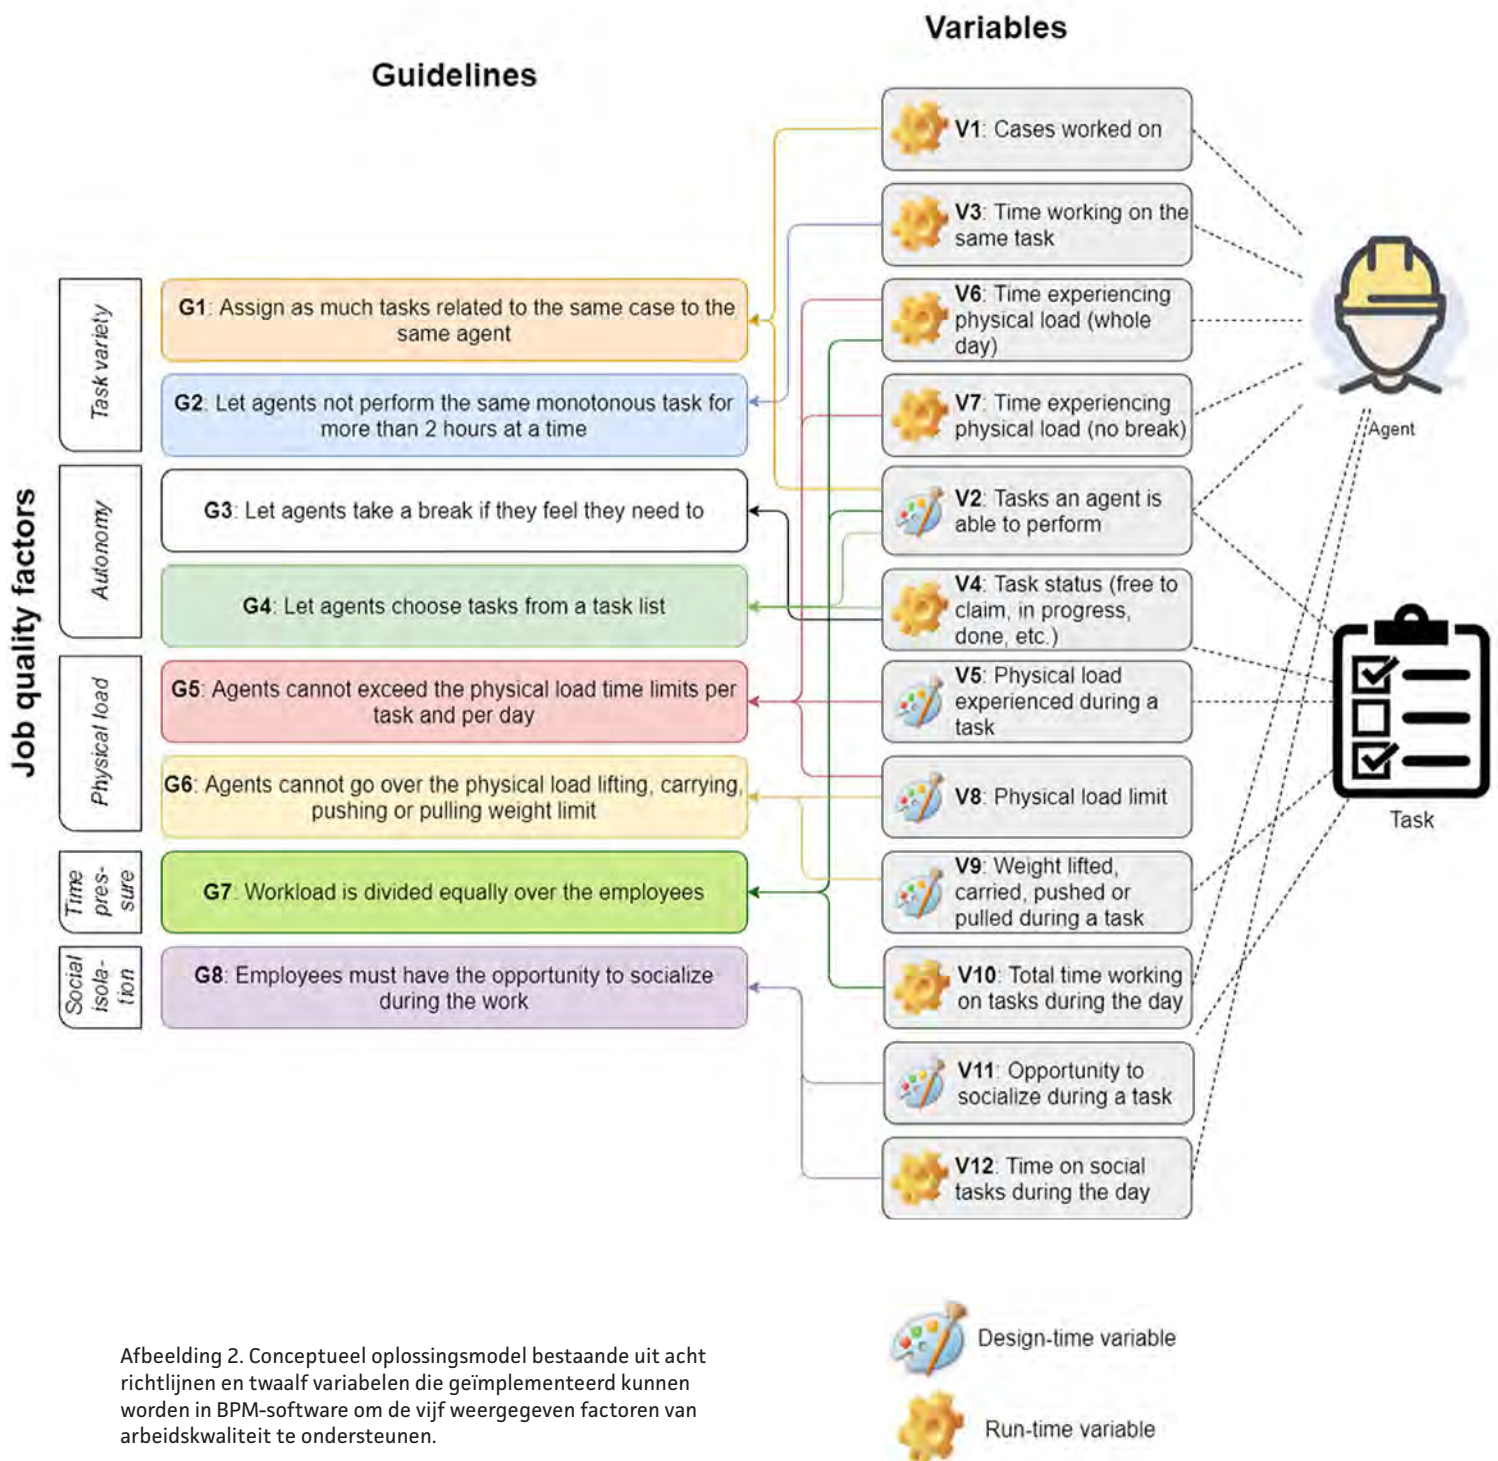 Variables
Guidelines
Job quality factors
Task variety
Autonomy
Physical load
Time
pres-
sure
Social
isola-
tion
G1: Assign as much tasks related to the same case to the
same agent
G2: Let agents not perform the same monotonous task for
more than 2 hours at a time
G3: Let agents take a break if they feel they need to
G4: Let agents choose tasks from a task list
G5: Agents cannot exceed the physical load time limits per
task and per day
G6: Agents cannot go over the physical load lifting, carrying,
pushing or pulling weight limit
G7: Workload is divided equally over the employees
G8: Employees must have the opportunity to socialize
during the work
V1: Cases worked on
V3: Time working on the
same task
V6: Time experiencing
physical load (whole
day)
V7: Time experiencing
physical load (no break)
V2: Tasks an agent is
able to perform
V4: Task status (free to
claim, in progress,
done, etc.)
V5: Physical load
experienced during a
task
V8: Physical load limit
V9: Weight lifted,
carried, pushed or
pulled during a task
V10: Total time working
on tasks during the day
V11: Opportunity to
socialize during a task
V12: Time on social
tasks during the day
Agent
Task
Design-time variable
Run-time variable
Afbeelding 2. Conceptueel oplossingsmodel bestaande uit acht
richtlijnen en twaalf variabelen die geïmplementeerd kunnen
worden in BPM-software om de vijf weergegeven factoren van
arbeidskwaliteit te ondersteunen.